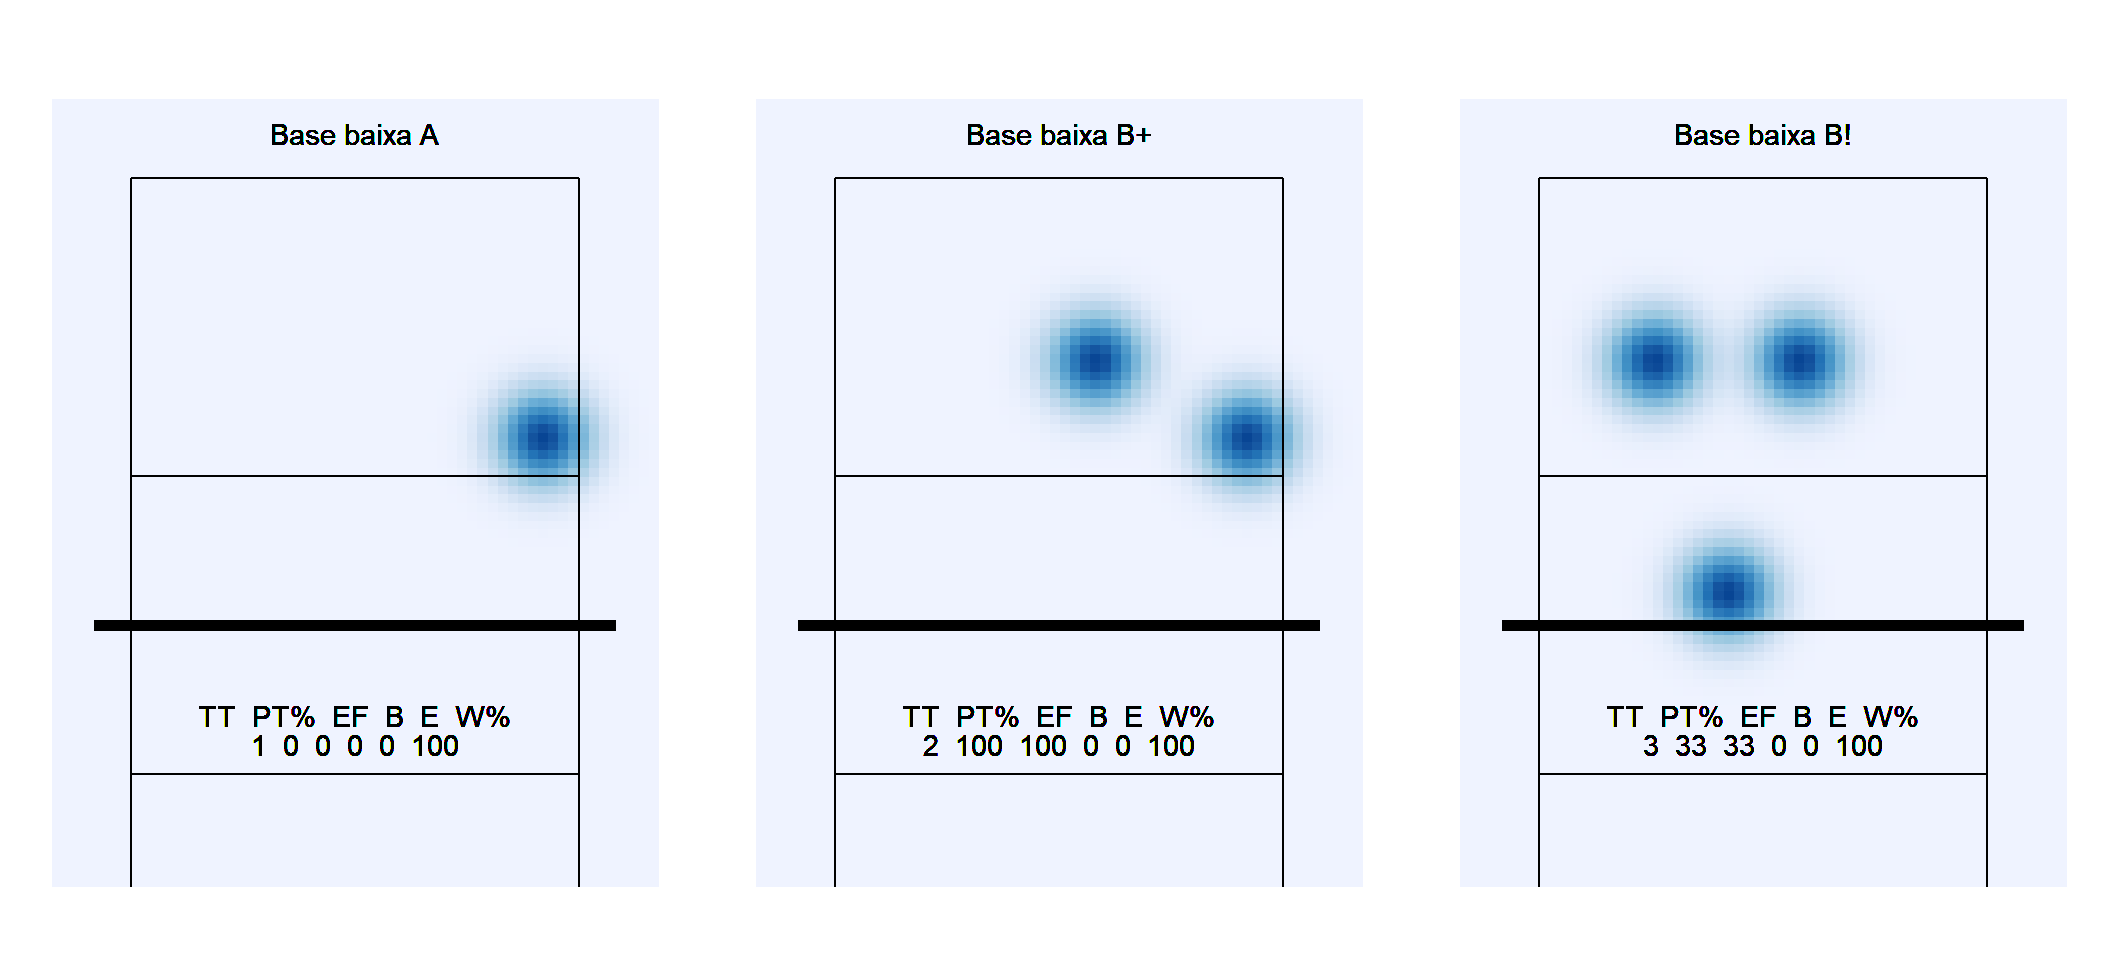 Base baixa A
TT PT% EF B E W%
1 0 0 0 0 100
Base baixa B+
TT PT% EF B E W%
2 100 100 0 0 100
Base baixa B!
TT PT% EF B E W%
3 33 33 0 0 100